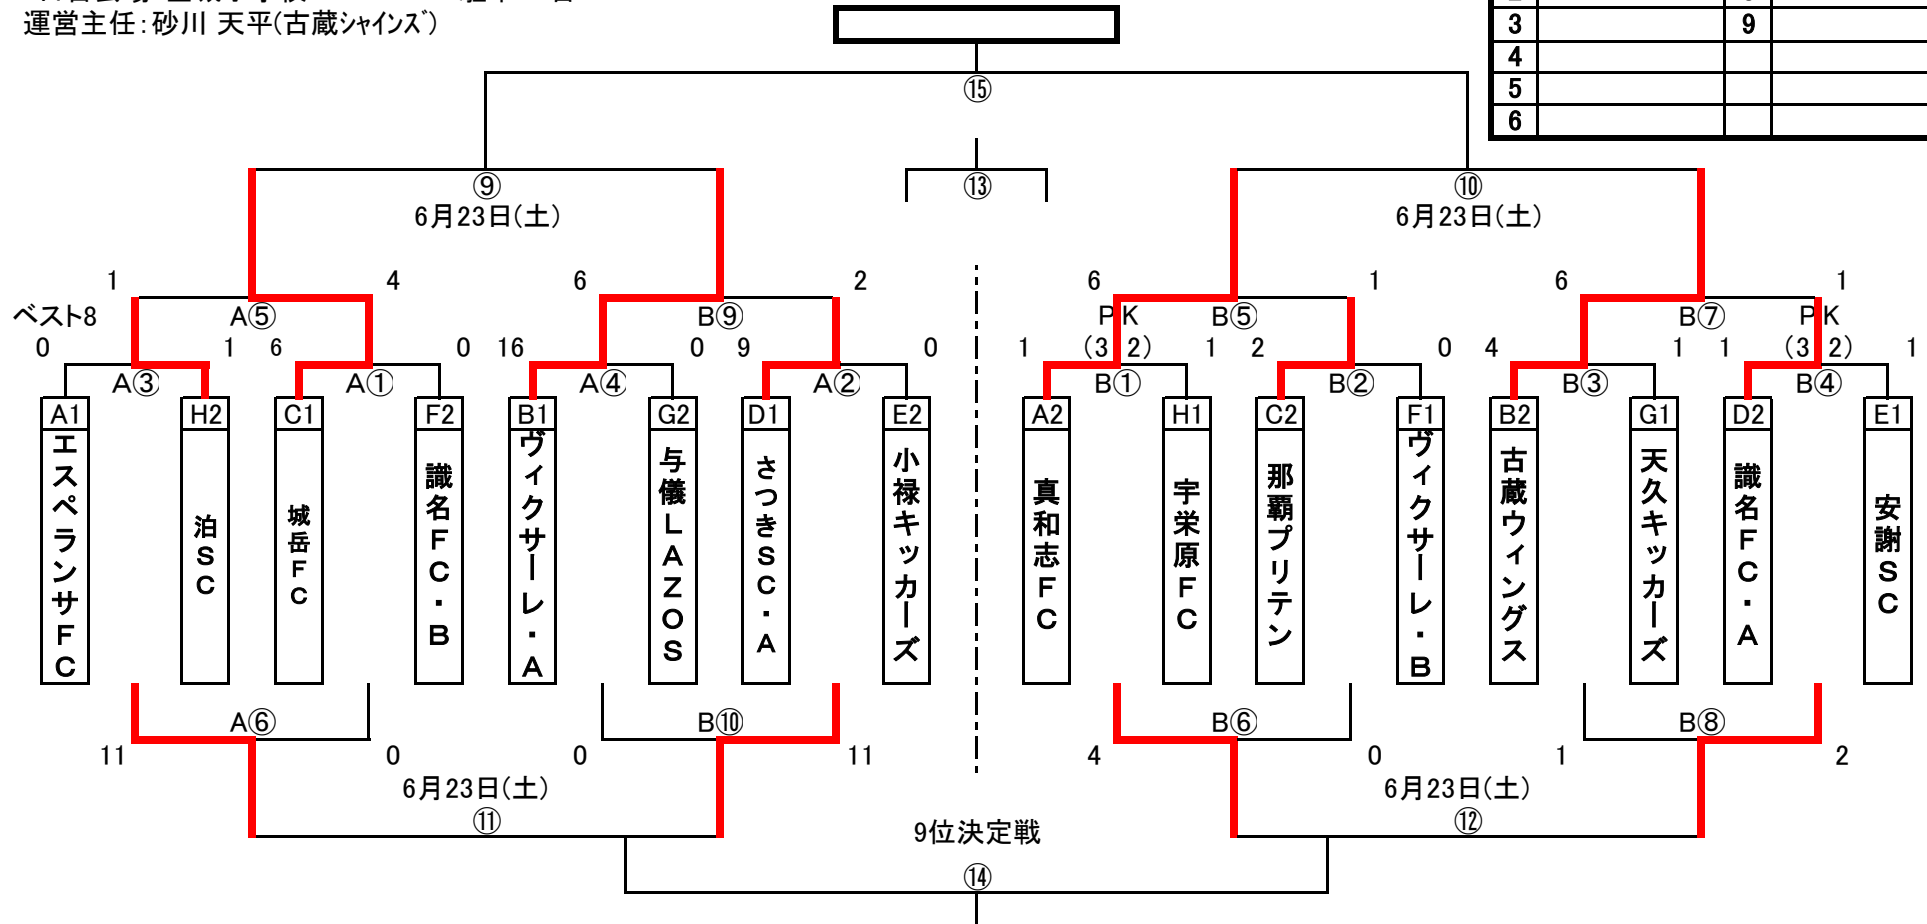 運営主任:砂川 天平(古蔵シャインズ)
3 9
4
5
6
⑮
⑨ ⑬ ⑩
6月23日(土) 6月23日(土)
1 4 6 2 6 1 6 1
ベスト8 A⑤ B⑨ PK B⑤ B⑦ PK
0 1 6 0 16 0 9 0 1 (3 2) 1 2 0 4 1 1 (3 2) 1
A③ A① A④ A② B① B② B③ B④
A1 H2 C1 F2 B1 G2 D1 E2 A2 H1 C2 F1 B2 G1 D2 E1
エスペランサFC
泊SC
城岳FC
識名FC・B
ヴィクサーレ・A
与儀LAZOS
さつきSC・A
小禄キッカーズ
真和志FC
宇栄原FC
那覇ブリテン
ヴィクサーレ・B
古蔵ウィングス
天久キッカーズ
識名FC・A
安謝SC
A⑥ B⑩ B⑥ B⑧
11 0 0 11 4 0 1 2
6月23日(土) 6月23日(土)
⑪ 9位決定戦 ⑫
⑭